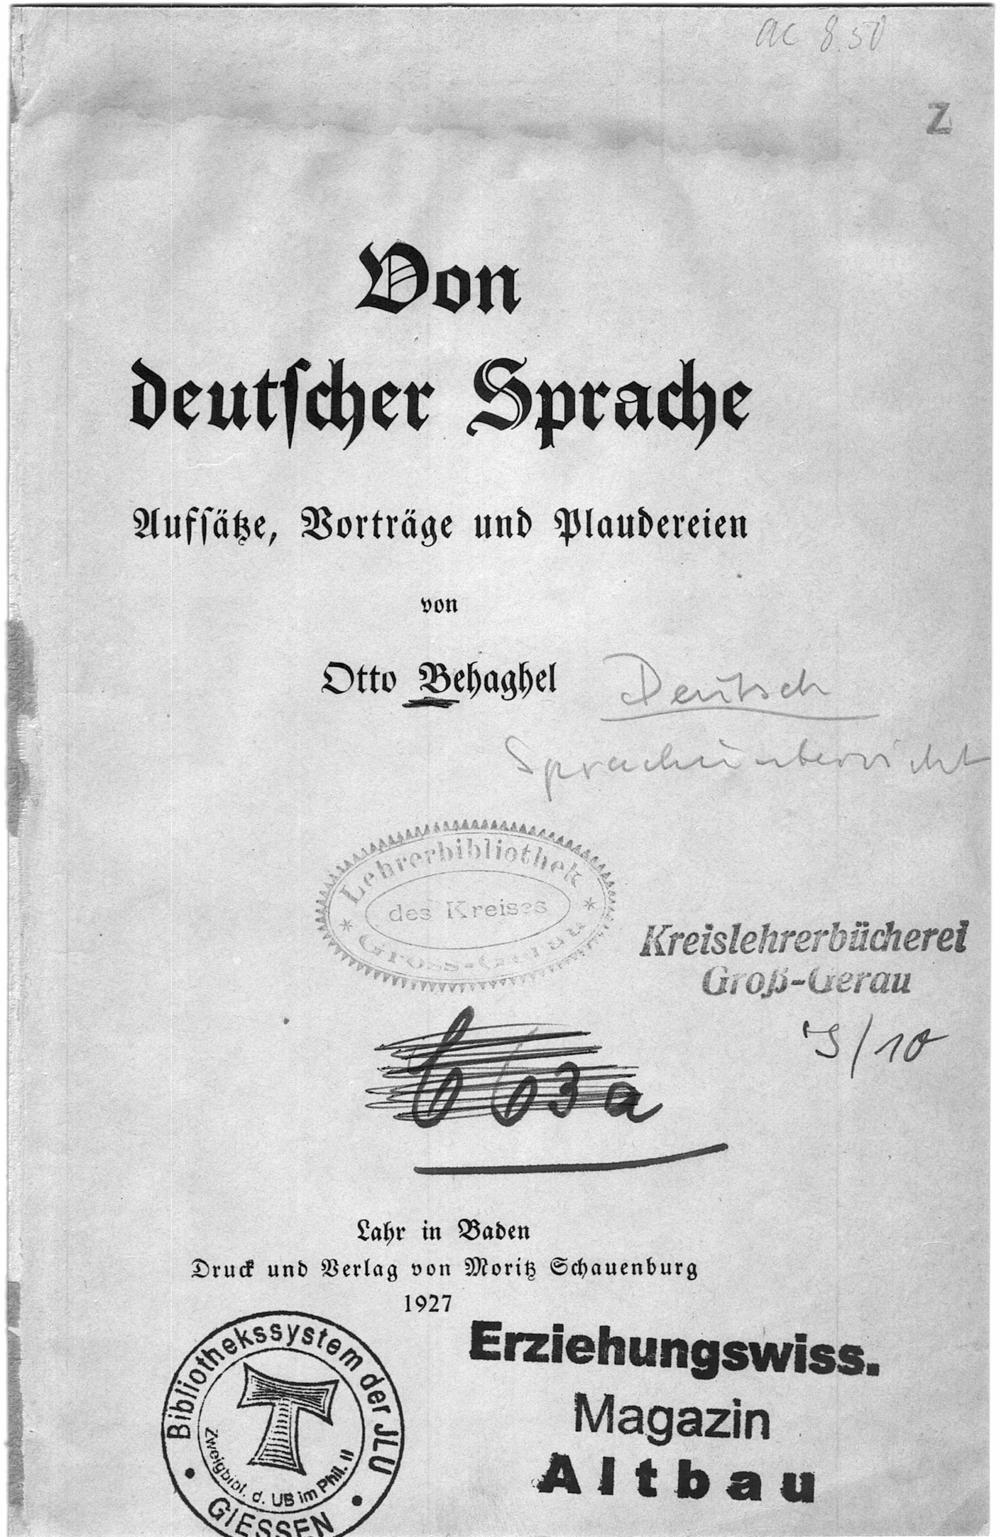 ac 8.50
Z
Von
deutscher Sprache
Aufsätze, Vorträge und Plaudereien
von
Otto Behaghel
Deutsch
Sprachunterricht
Lehrerbibliothek
des Kreises
Gross-Gerau
Kreislehrerbücherei
Groß-Gerau
663a
Lahr in Baden
Druck und Verlag von Moritz Schauenburg
1927
Bibliothekssystem der JLU
Zweigbibl. d. UB im Phil. II
GIESSEN
Erziehungswiss.
Magazin
Altbau